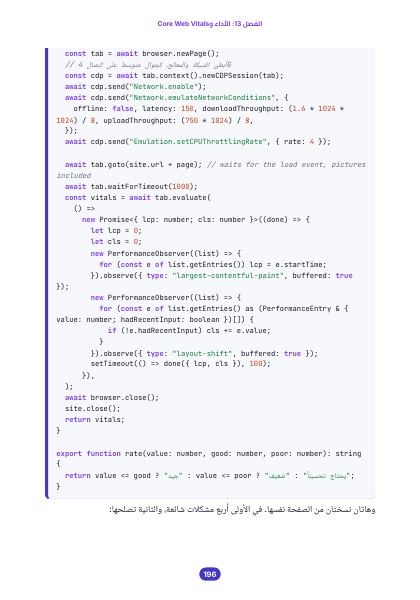 الفصل 13: الأداء وCore Web Vitals
const tab = await browser.newPage();
// أبطئ الشبكة والمعالج، كجوال متوسط على اتصال 4G
const cdp = await tab.context().newCDPSession(tab);
await cdp.send("Network.enable");
await cdp.send("Network.emulateNetworkConditions", {
offline: false, latency: 150, downloadThroughput: (1.6 * 1024 *
1024) / 8, uploadThroughput: (750 * 1024) / 8,
});
await cdp.send("Emulation.setCPUThrottlingRate", { rate: 4 });
await tab.goto(site.url + page); // waits for the load event, pictures
included
await tab.waitForTimeout(1000);
const vitals = await tab.evaluate(
() =>
new Promise<{ lcp: number; cls: number }>((done) => {
let lcp = 0;
let cls = 0;
new PerformanceObserver((list) => {
for (const e of list.getEntries()) lcp = e.startTime;
}).observe({ type: "largest-contentful-paint", buffered: true
});
new PerformanceObserver((list) => {
for (const e of list.getEntries() as (PerformanceEntry & {
value: number; hadRecentInput: boolean })[]) {
if (!e.hadRecentInput) cls += e.value;
}
}).observe({ type: "layout-shift", buffered: true });
setTimeout(() => done({ lcp, cls }), 100);
}),
);
await browser.close();
site.close();
return vitals;
}
export function rate(value: number, good: number, poor: number): string
{
return value <= good ? "جيد" : value <= poor ? "يحتاج تحسيناً" : "ضعيف";
}
وهاتان نسختان من الصفحة نفسها. في الأولى أربع مشكلات شائعة، والثانية تصلحها:
196